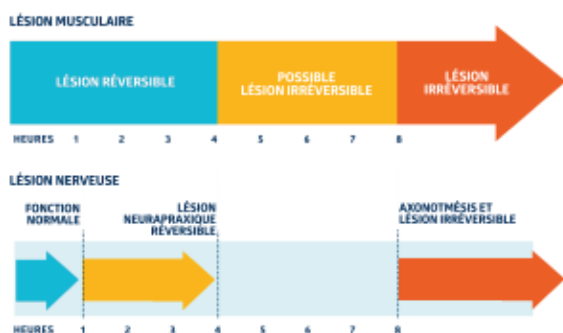 LÉSION MUSCULAIRE
LÉSION RÉVERSIBLE
POSSIBLE
LÉSION IRRÉVERSIBLE
LÉSION
IRRÉVERSIBLE
HEURES 1 2 3 4 5 6 7 8
LÉSION NERVEUSE
FONCTION
NORMALE
LÉSION
NEURAPRAXIQUE
RÉVERSIBLE
AXONOTMÉSIS ET
LÉSION IRRÉVERSIBLE
HEURES 1 2 3 4 5 6 7 8